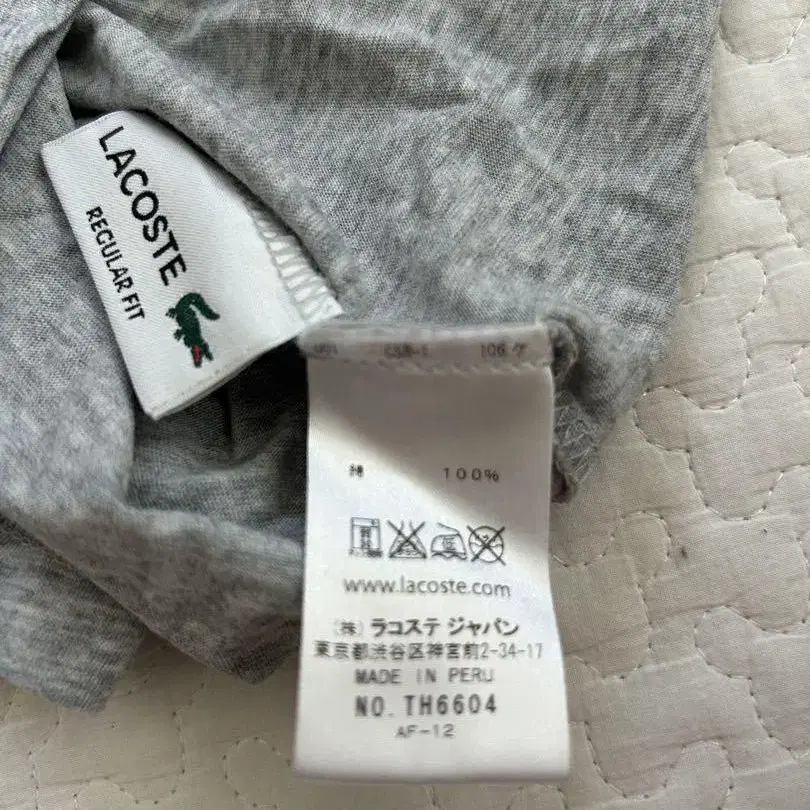 LACOSTE
REGULAR FIT
綿 100%
www.lacoste.com
(株) ラコステ ジャパン
東京都渋谷区神宮前2-34-17
MADE IN PERU
NO. TH6604
AF-12